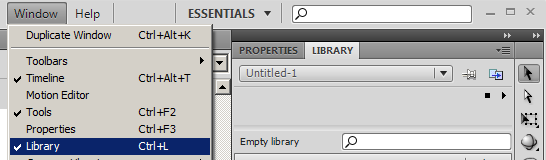 Window Help ESSENTIALS
Duplicate Window Ctrl+Alt+K
PROPERTIES LIBRARY
Toolbars
Untitled-1
Timeline Ctrl+Alt+T
Motion Editor
Tools Ctrl+F2
Properties Ctrl+F3
Library Ctrl+L
Empty library